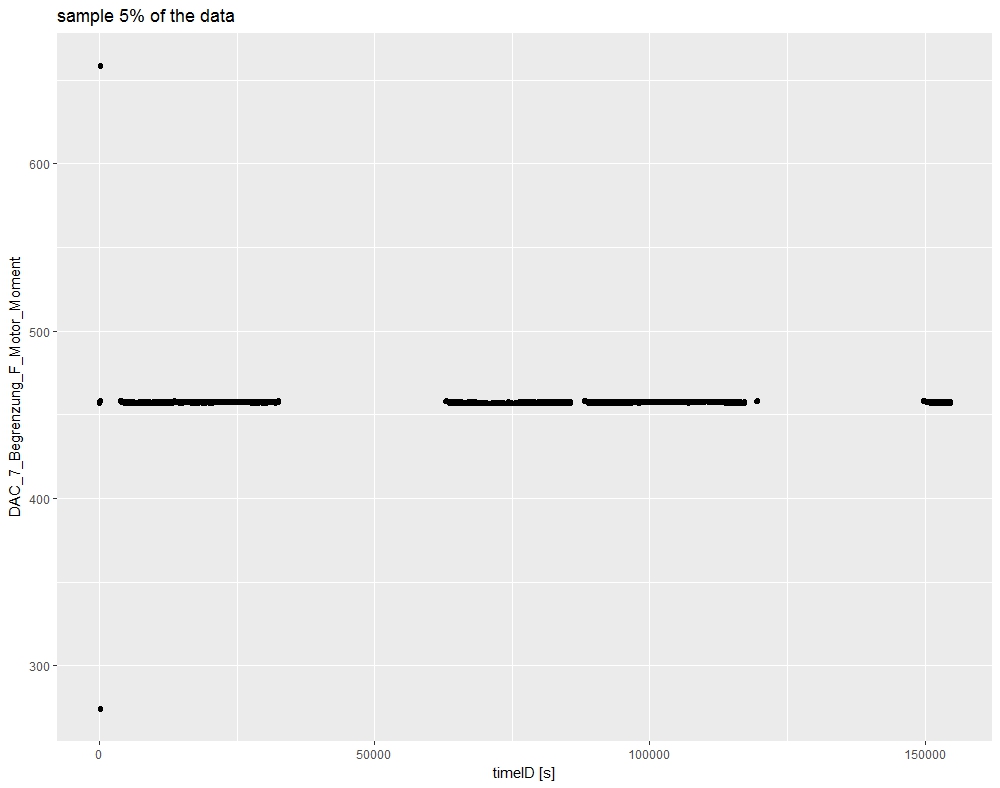 sample 5% of the data
DAC_7_Begrenzung_F_Motor_Moment
600
500
400
300
0
50000
100000
150000
timeID [s]